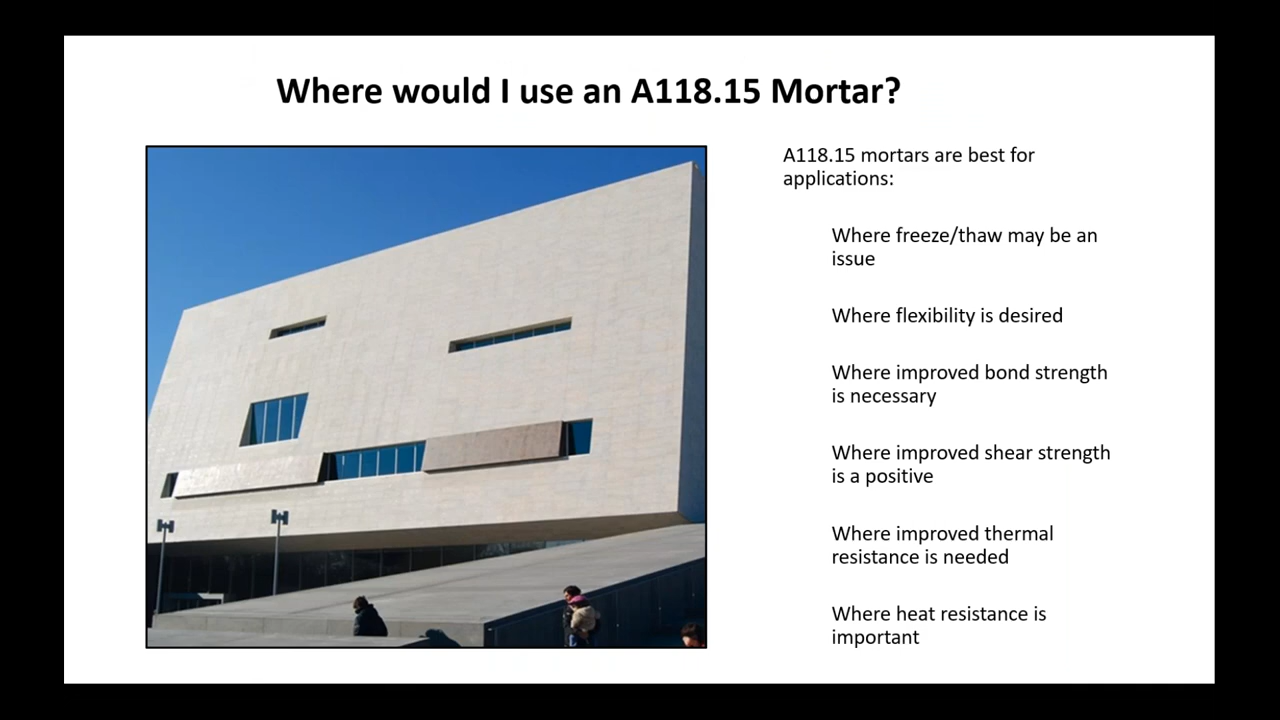 Where would I use an A118.15 Mortar?
A118.15 mortars are best for
applications:
Where freeze/thaw may be an
issue
Where flexibility is desired
Where improved bond strength
is necessary
Where improved shear strength
is a positive
Where improved thermal
resistance is needed
Where heat resistance is
important